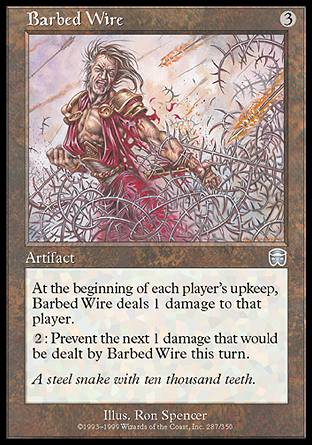 Barbed Wire 3
Artifact
At the beginning of each player's upkeep,
Barbed Wire deals 1 damage to that
player.
2: Prevent the next 1 damage that would
be dealt by Barbed Wire this turn.
A steel snake with ten thousand teeth.
Illus. Ron Spencer
©1993–1999 Wizards of the Coast, Inc. 287/350